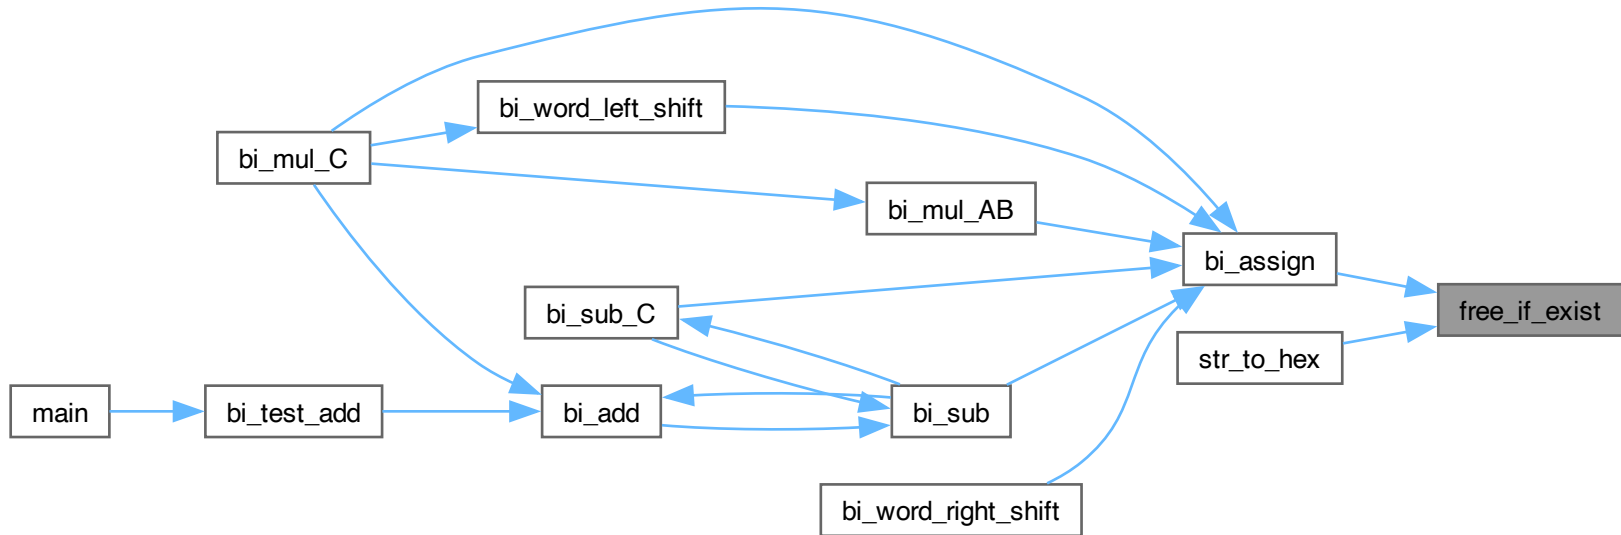 bi_word_left_shift
bi_mul_C
bi_mul_AB
bi_assign
bi_sub_C
free_if_exist
str_to_hex
main
bi_test_add
bi_add
bi_sub
bi_word_right_shift